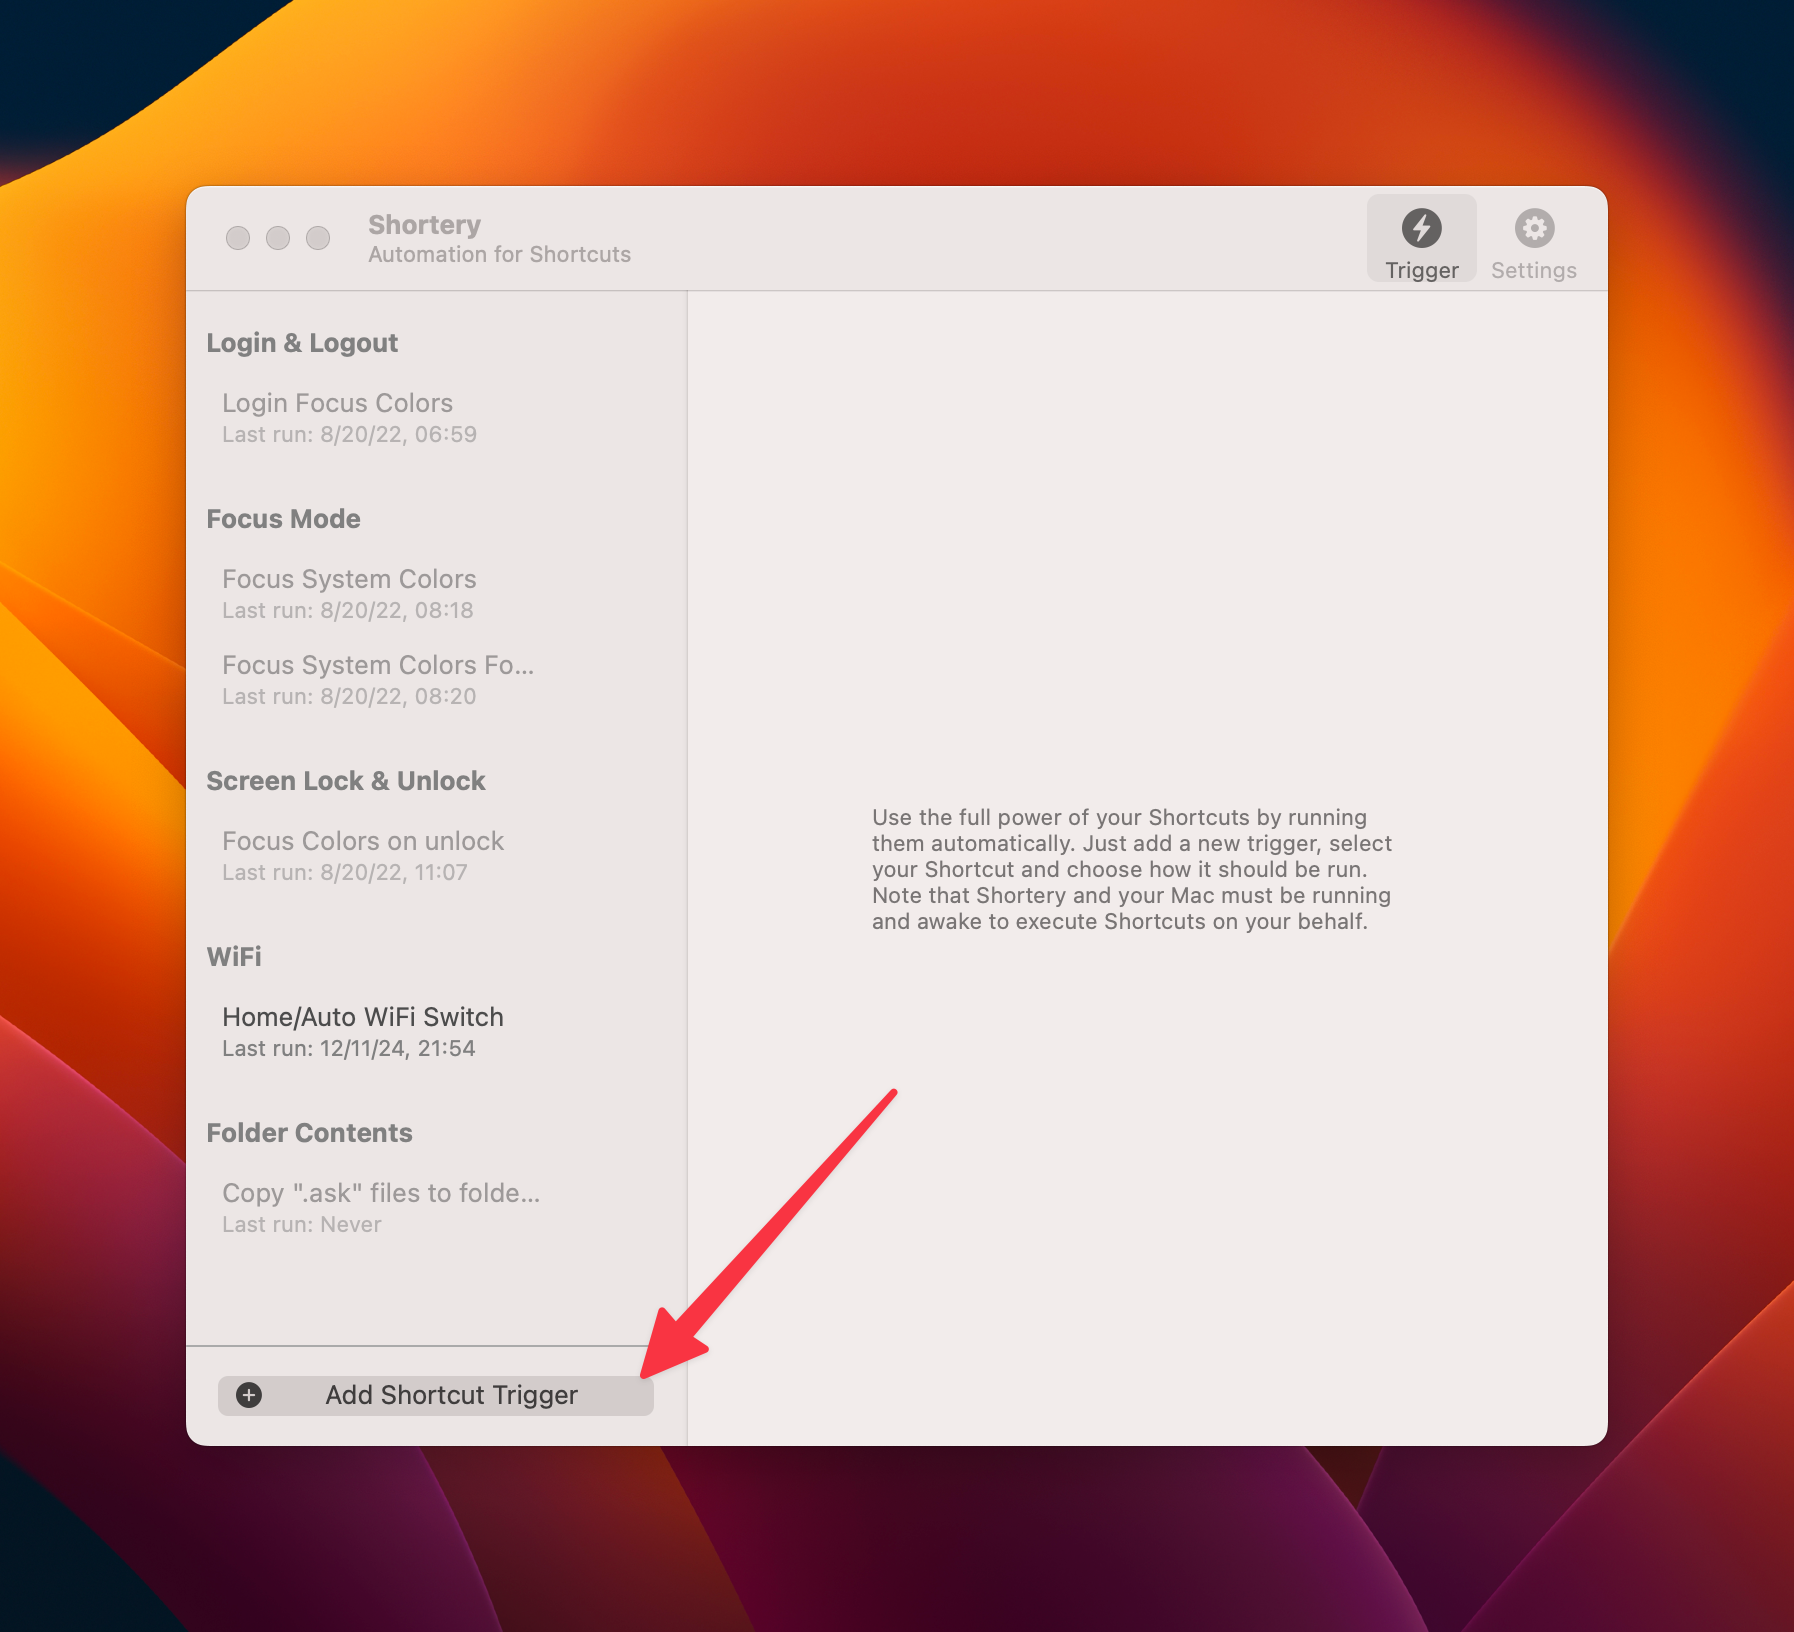 Shortery
Automation for Shortcuts
Trigger
Settings
Login & Logout
Login Focus Colors
Last run: 8/20/22, 06:59
Focus Mode
Focus System Colors
Last run: 8/20/22, 08:18
Focus System Colors Fo...
Last run: 8/20/22, 08:20
Screen Lock & Unlock
Focus Colors on unlock
Last run: 8/20/22, 11:07
WiFi
Home/Auto WiFi Switch
Last run: 12/11/24, 21:54
Folder Contents
Copy ".ask" files to folde...
Last run: Never
Add Shortcut Trigger
Use the full power of your Shortcuts by running
them automatically. Just add a new trigger, select
your Shortcut and choose how it should be run.
Note that Shortery and your Mac must be running
and awake to execute Shortcuts on your behalf.